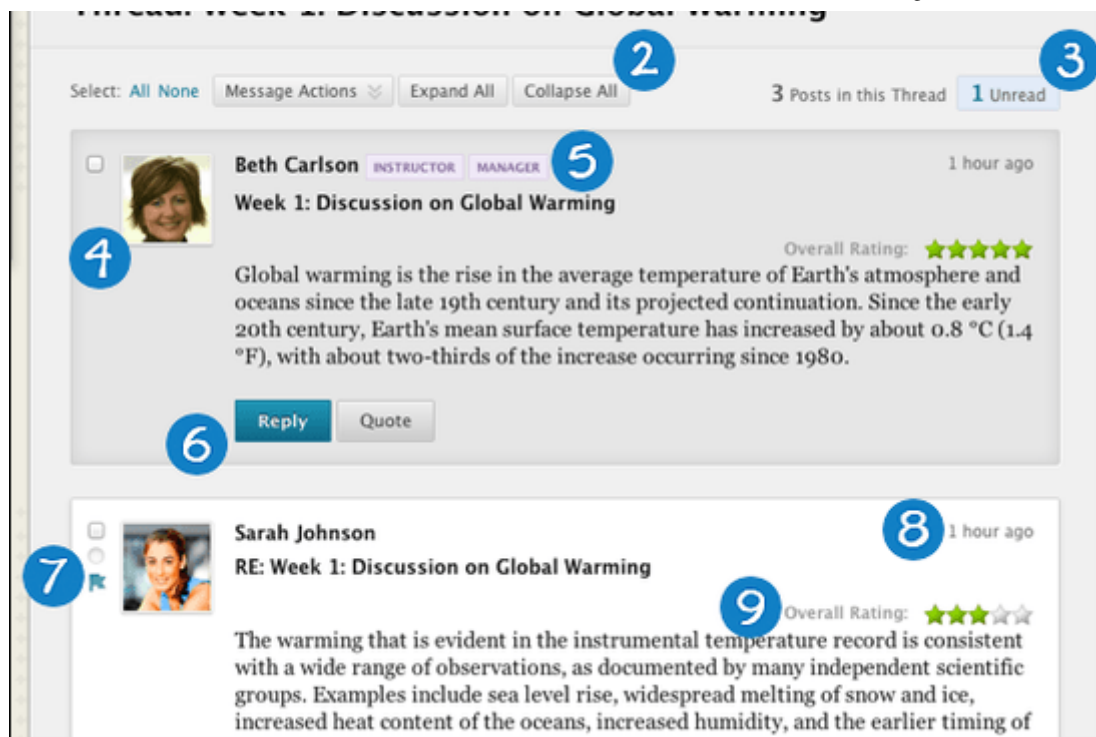 Thread: Week 1: Discussion on Global Warming
2
3
Select: All None Message Actions Expand All Collapse All 3 Posts in this Thread 1 Unread
Beth Carlson INSTRUCTOR MANAGER 5 1 hour ago
Week 1: Discussion on Global Warming
4
Overall Rating:
Global warming is the rise in the average temperature of Earth's atmosphere and
oceans since the late 19th century and its projected continuation. Since the early
20th century, Earth's mean surface temperature has increased by about 0.8 °C (1.4
°F), with about two-thirds of the increase occurring since 1980.
Reply Quote
6
Sarah Johnson 8 1 hour ago
RE: Week 1: Discussion on Global Warming
7
9 Overall Rating:
The warming that is evident in the instrumental temperature record is consistent
with a wide range of observations, as documented by many independent scientific
groups. Examples include sea level rise, widespread melting of snow and ice,
increased heat content of the oceans, increased humidity, and the earlier timing of